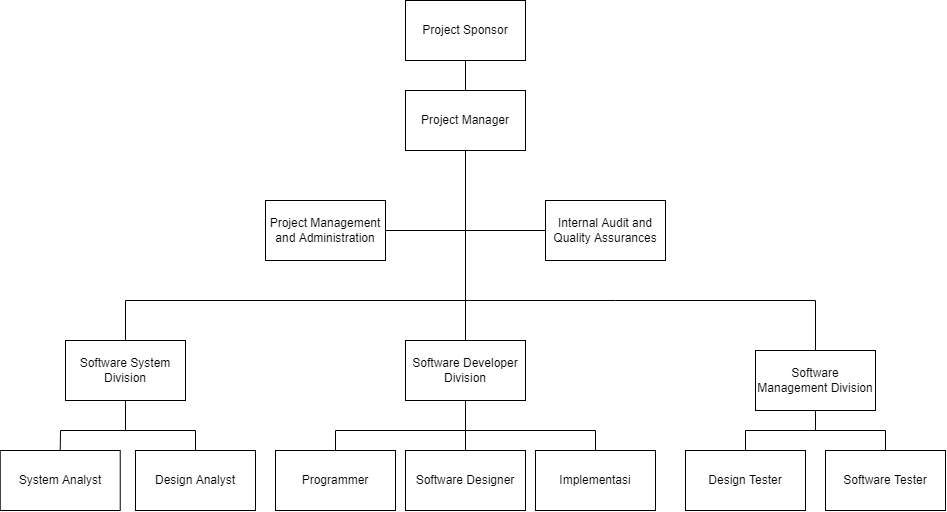 Project Sponsor
Project Manager
Project Management
and Administration
Internal Audit and
Quality Assurances
Software System
Division
Software Developer
Division
Software
Management Division
System Analyst
Design Analyst
Programmer
Software Designer
Implementasi
Design Tester
Software Tester